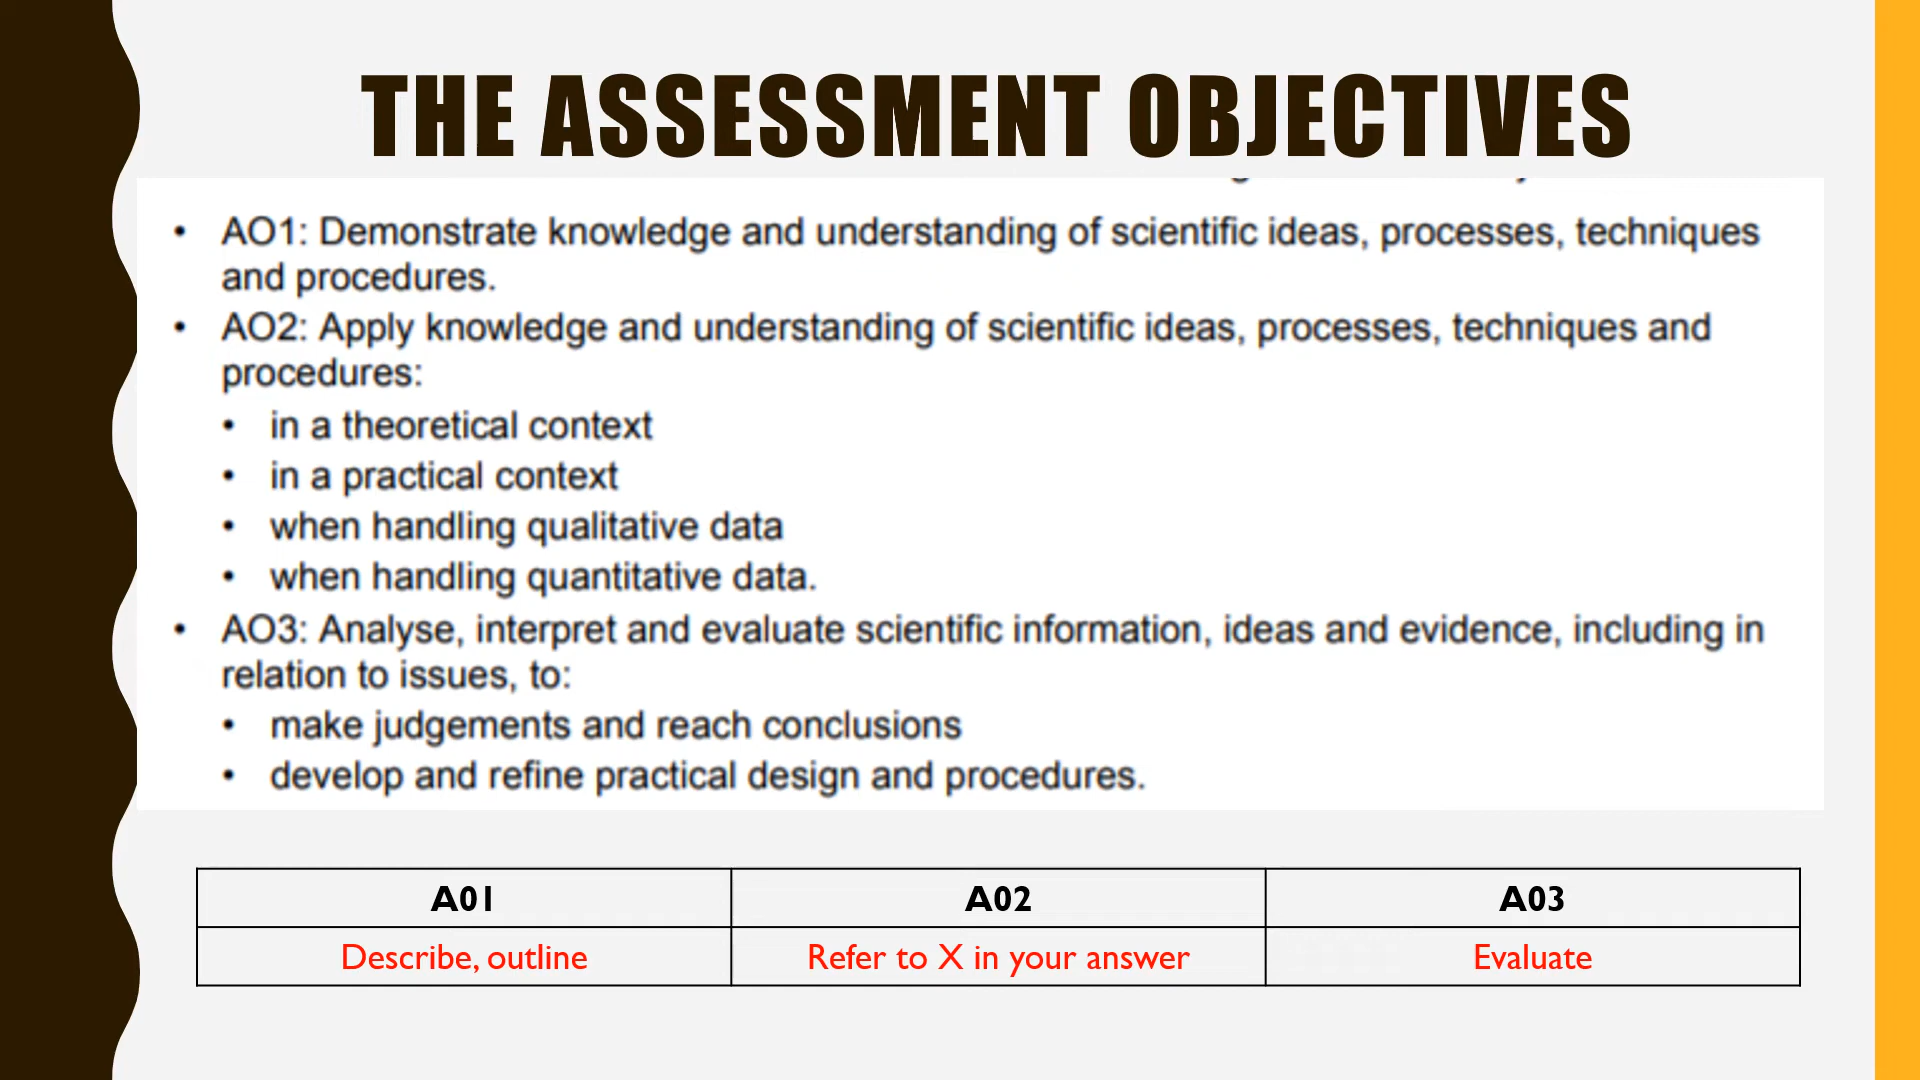 THE ASSESSMENT OBJECTIVES
• AO1: Demonstrate knowledge and understanding of scientific ideas, processes, techniques
and procedures.
• AO2: Apply knowledge and understanding of scientific ideas, processes, techniques and
procedures:
• in a theoretical context
• in a practical context
• when handling qualitative data
• when handling quantitative data.
• AO3: Analyse, interpret and evaluate scientific information, ideas and evidence, including in
relation to issues, to:
• make judgements and reach conclusions
• develop and refine practical design and procedures.
A01 A02 A03
Describe, outline Refer to X in your answer Evaluate